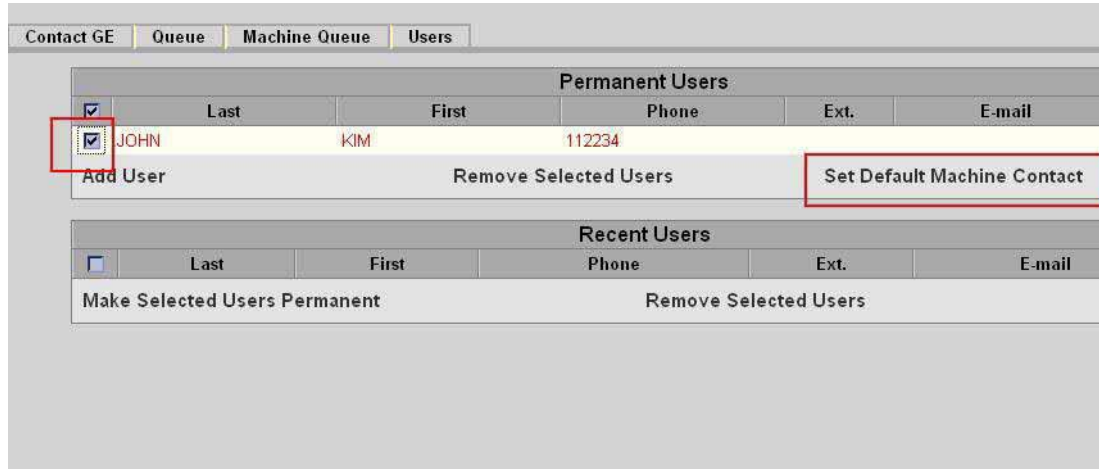 Contact GE Queue Machine Queue Users
Permanent Users
Last First Phone Ext. E-mail
JOHN KIM 112234
Add User Remove Selected Users Set Default Machine Contact
Recent Users
Last First Phone Ext. E-mail
Make Selected Users Permanent Remove Selected Users